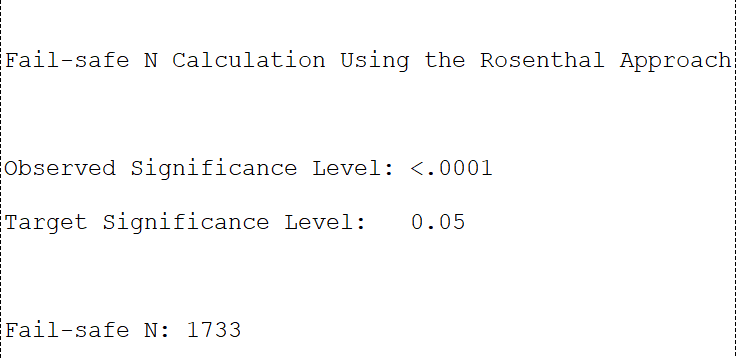 Fail-safe N Calculation Using the Rosenthal Approach
Observed Significance Level: <.0001
Target Significance Level:   0.05
Fail-safe N: 1733